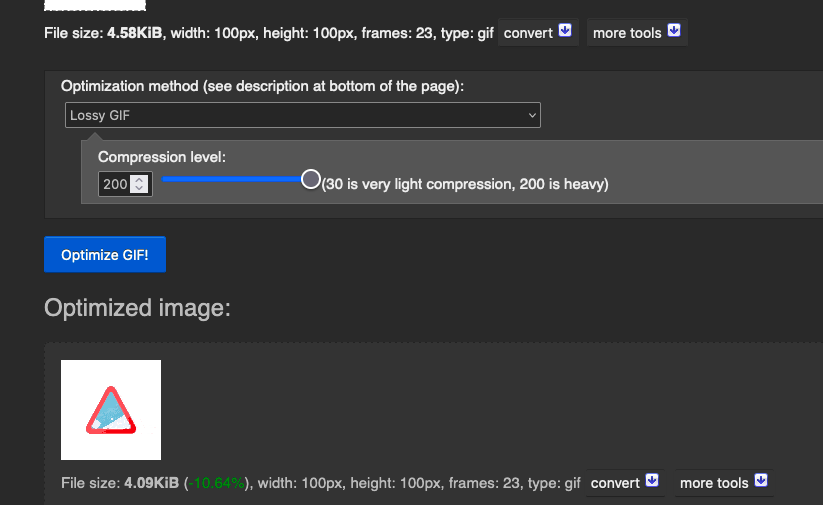 File size: 4.58KiB, width: 100px, height: 100px, frames: 23, type: gif convert more tools
Optimization method (see description at bottom of the page):
Lossy GIF
Compression level:
200 (30 is very light compression, 200 is heavy)
Optimize GIF!
Optimized image:
File size: 4.09KiB (-10.64%), width: 100px, height: 100px, frames: 23, type: gif convert more tools